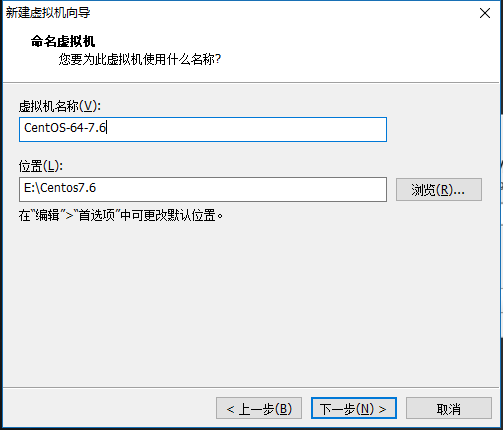 新建虚拟机向导
命名虚拟机
您要为此虚拟机使用什么名称?
虚拟机名称(V):
CentOS-64-7.6
位置(L):
E:\Centos7.6
浏览(R)...
在“编辑”>“首选项”中可更改默认位置。
< 上一步(B)
下一步(N) >
取消